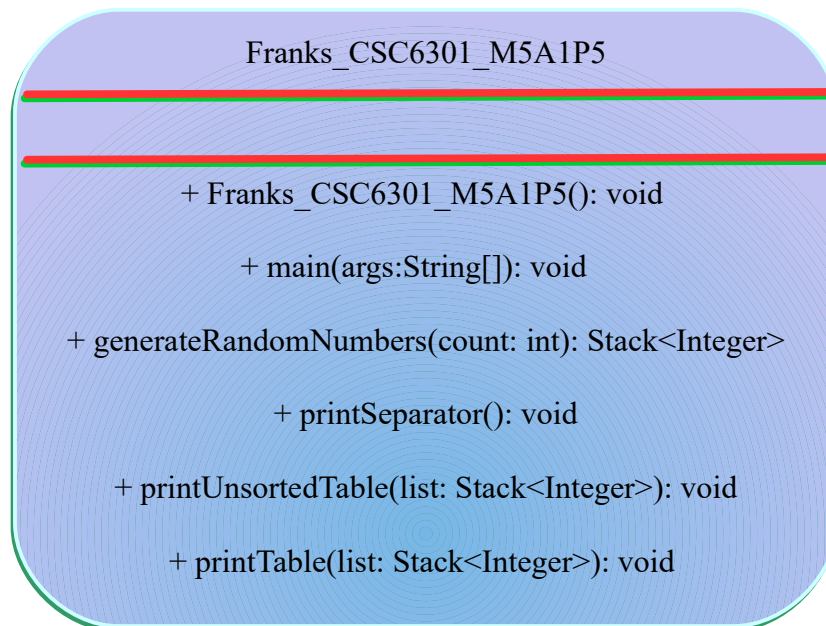 Franks_CSC6301_M5A1P5
+ Franks_CSC6301_M5A1P5(): void
+ main(args:String[]): void
+ generateRandomNumbers(count: int): Stack<Integer>
+ printSeparator(): void
+ printUnsortedTable(list: Stack<Integer>): void
+ printTable(list: Stack<Integer>): void